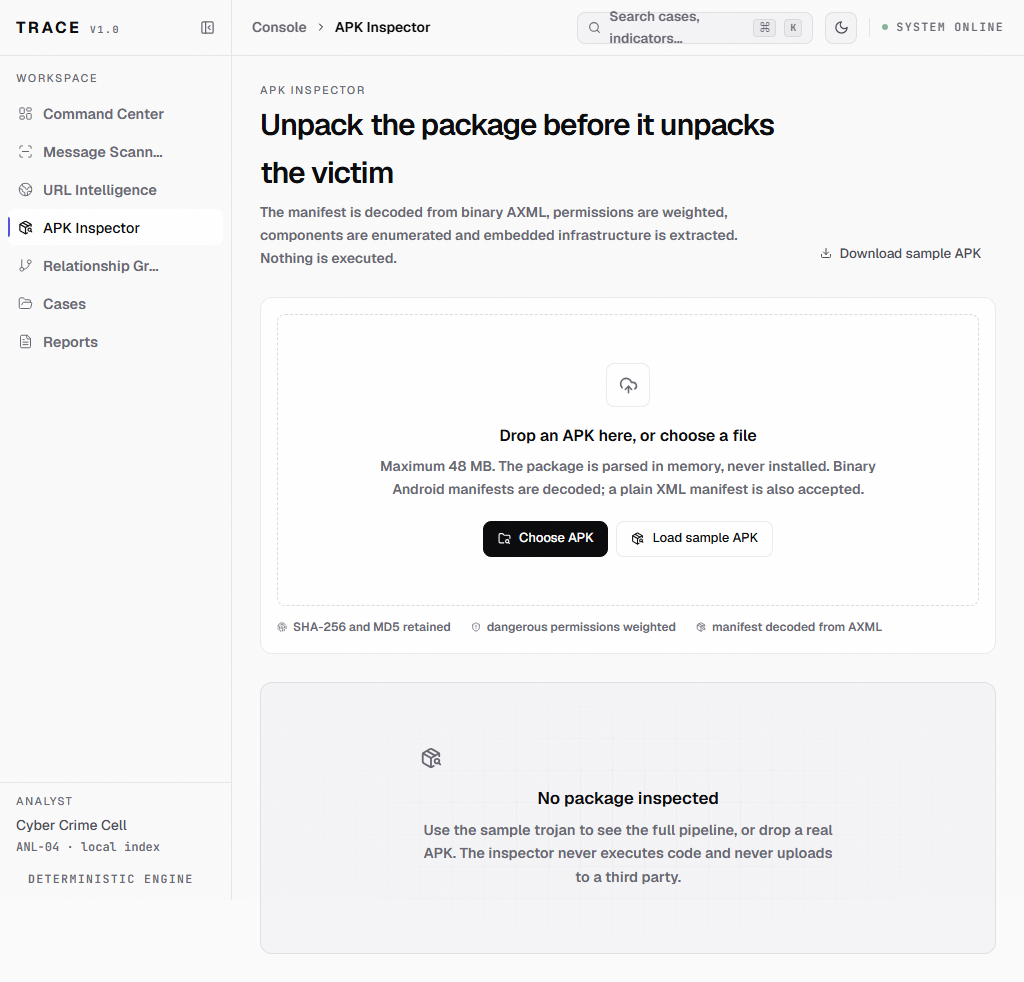 TRACE V1.0
WORKSPACE
Command Center
Message Scann...
URL Intelligence
APK Inspector
Relationship Gr...
Cases
Reports
ANALYST
Cyber Crime Cell
ANL-04 · local index
DETERMINISTIC ENGINE
Console > APK Inspector
Search cases,
indicators...
⌘ K
SYSTEM ONLINE
APK INSPECTOR
Unpack the package before it unpacks
the victim
The manifest is decoded from binary AXML, permissions are weighted,
components are enumerated and embedded infrastructure is extracted.
Nothing is executed.
Download sample APK
Drop an APK here, or choose a file
Maximum 48 MB. The package is parsed in memory, never installed. Binary
Android manifests are decoded; a plain XML manifest is also accepted.
Choose APK
Load sample APK
SHA-256 and MD5 retained
dangerous permissions weighted
manifest decoded from AXML
No package inspected
Use the sample trojan to see the full pipeline, or drop a real
APK. The inspector never executes code and never uploads
to a third party.